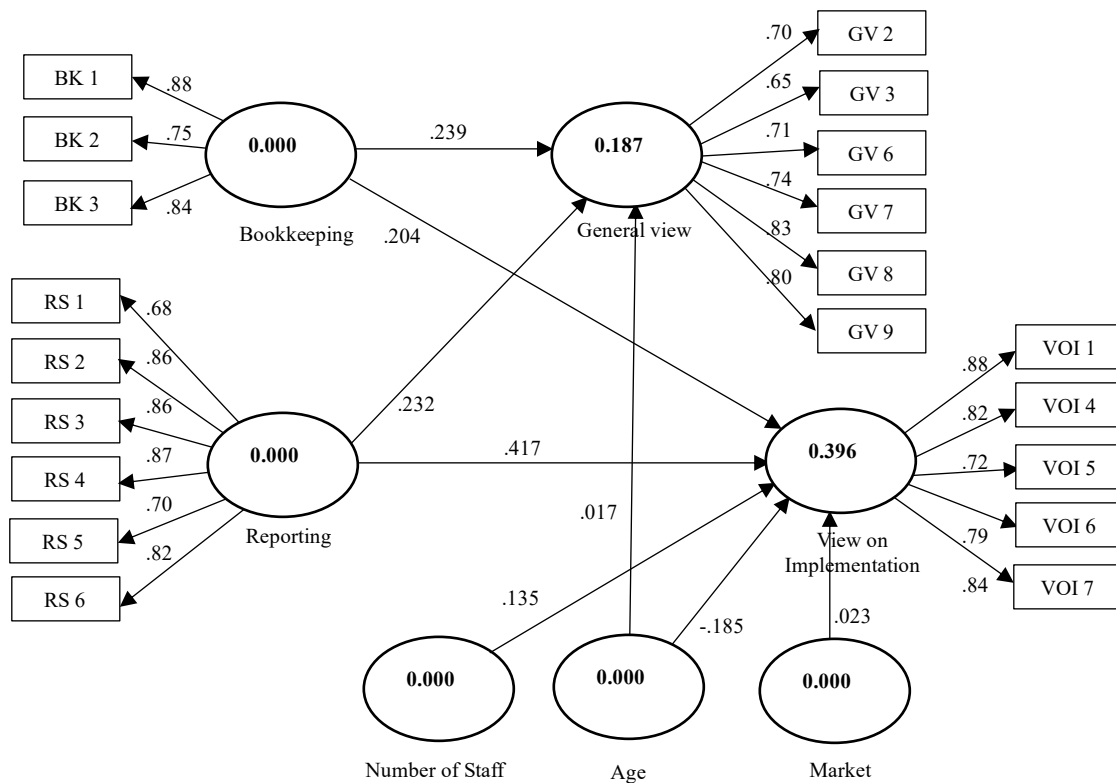 BK 1
BK 2
BK 3
.88
.75
.84
0.000
Bookkeeping
.239
.204
0.187
General view
.70
.65
.71
.74
.83
.80
GV 2
GV 3
GV 6
GV 7
GV 8
GV 9
RS 1
RS 2
RS 3
RS 4
RS 5
RS 6
.68
.86
.86
.87
.70
.82
0.000
Reporting
.232
.417
0.396
View on
Implementation
.88
.82
.72
.79
.84
VOI 1
VOI 4
VOI 5
VOI 6
VOI 7
.135
.017
-.185
.023
0.000
Number of Staff
0.000
Age
0.000
Market